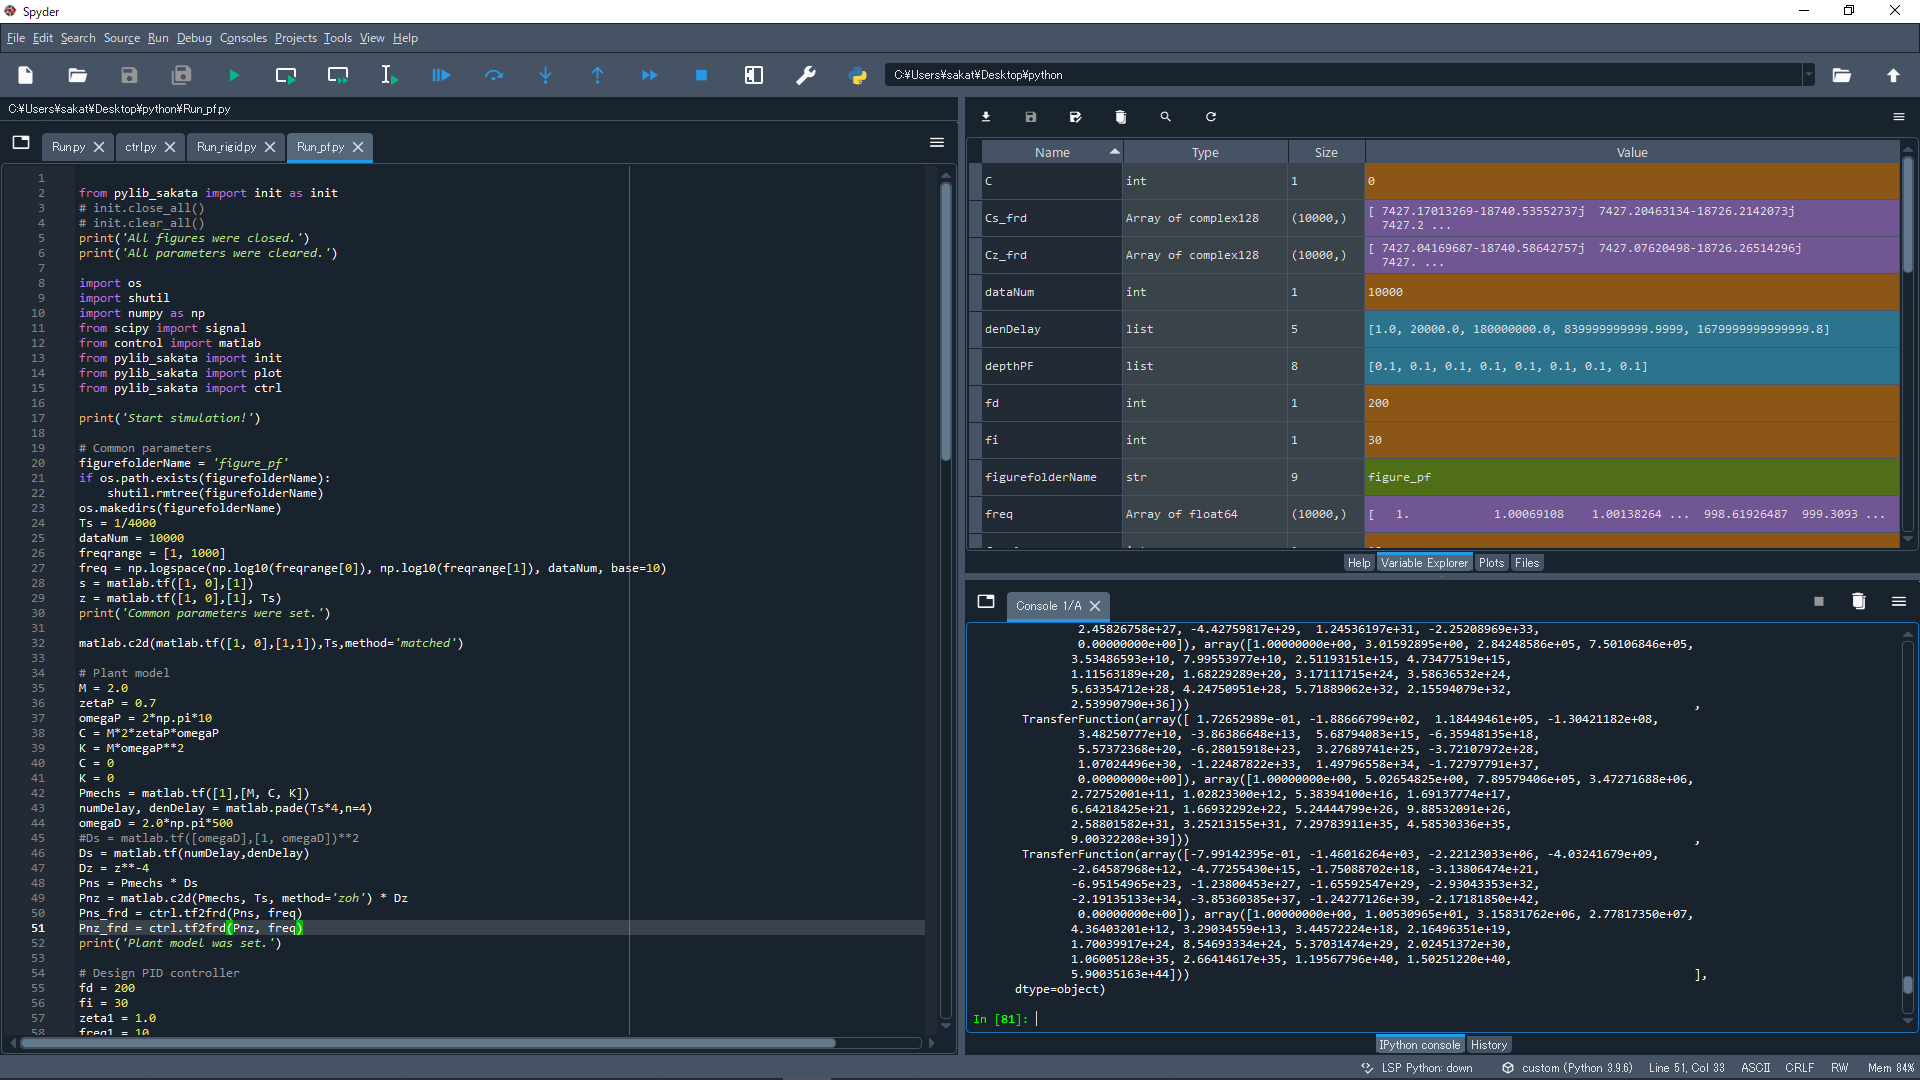 Spyder
File Edit Search Source Run Debug Consoles Projects Tools View Help
C:¥Users¥sakat¥Desktop¥python
C:¥Users¥sakat¥Desktop¥python¥Run_pf.py
Run.py
ctrl.py
Run_rigid.py
Run_pf.py
1
2 from pylib_sakata import init as init
3 # init.close_all()
4 # init.clear_all()
5 print('All figures were closed.')
6 print('All parameters were cleared.')
7
8 import os
9 import shutil
10 import numpy as np
11 from scipy import signal
12 from control import matlab
13 from pylib_sakata import init
14 from pylib_sakata import plot
15 from pylib_sakata import ctrl
16
17 print('Start simulation!')
18
19 # Common parameters
20 figurefolderName = 'figure_pf'
21 if os.path.exists(figurefolderName):
22     shutil.rmtree(figurefolderName)
23 os.makedirs(figurefolderName)
24 Ts = 1/4000
25 dataNum = 10000
26 freqrange = [1, 1000]
27 freq = np.logspace(np.log10(freqrange[0]), np.log10(freqrange[1]), dataNum, base=10)
28 s = matlab.tf([1, 0],[1])
29 z = matlab.tf([1, 0],[1], Ts)
30 print('Common parameters were set.')
31
32 matlab.c2d(matlab.tf([1, 0],[1,1]),Ts,method='matched')
33
34 # Plant model
35 M = 2.0
36 zetaP = 0.7
37 omegaP = 2*np.pi*10
38 C = M*2*zetaP*omegaP
39 K = M*omegaP**2
40 C = 0
41 K = 0
42 Pmechs = matlab.tf([1],[M, C, K])
43 numDelay, denDelay = matlab.pade(Ts*4,n=4)
44 omegaD = 2.0*np.pi*500
45 #Ds = matlab.tf([omegaD],[1, omegaD])**2
46 Ds = matlab.tf(numDelay,denDelay)
47 Dz = z**-4
48 Pns = Pmechs * Ds
49 Pnz = matlab.c2d(Pmechs, Ts, method='zoh') * Dz
50 Pns_frd = ctrl.tf2frd(Pns, freq)
51 Pnz_frd = ctrl.tf2frd(Pnz, freq)
52 print('Plant model was set.')
53
54 # Design PID controller
55 fd = 200
56 fi = 30
57 zeta1 = 1.0
58 freq1 = 10
Name Type Size Value
C int 1 0
Cs_frd Array of complex128 (10000,) [ 7427.17013269-18740.53552737j  7427.20463134-18726.2142073j
7427.2 ...
Cz_frd Array of complex128 (10000,) [ 7427.04169687-18740.58642757j  7427.07620498-18726.26514296j
7427. ...
dataNum int 1 10000
denDelay list 5 [1.0, 20000.0, 180000000.0, 839999999999.9999, 1679999999999999.8]
depthPF list 8 [0.1, 0.1, 0.1, 0.1, 0.1, 0.1, 0.1, 0.1]
fd int 1 200
fi int 1 30
figurefolderName str 9 figure_pf
freq Array of float64 (10000,) [   1.            1.00069108    1.00138264 ...  998.61926487  999.3093 ...
Help Variable Explorer Plots Files
Console 1/A
2.45826758e+27, -4.42759817e+29,  1.24536197e+31, -2.25208969e+33,
0.00000000e+00]), array([1.00000000e+00, 3.01592895e+00, 2.84248586e+05, 7.50106846e+05,
3.53486593e+10, 7.99553977e+10, 2.51193151e+15, 4.73477519e+15,
1.11563189e+20, 1.68229289e+20, 3.17111715e+24, 3.58636532e+24,
5.63354712e+28, 4.24750951e+28, 5.71889062e+32, 2.15594079e+32,
2.53990790e+36])) ,
TransferFunction(array([ 1.72652989e-01, -1.88666799e+02,  1.18449461e+05, -1.30421182e+08,
3.48250777e+10, -3.86386648e+13,  5.68794083e+15, -6.35948135e+18,
5.57372368e+20, -6.28015918e+23,  3.27689741e+25, -3.72107972e+28,
1.07024496e+30, -1.22487822e+33,  1.49796558e+34, -1.72797791e+37,
0.00000000e+00]), array([1.00000000e+00, 5.02654825e+00, 7.89579406e+05, 3.47271688e+06,
2.72752001e+11, 1.02823300e+12, 5.38394100e+16, 1.69137774e+17,
6.64218425e+21, 1.66932292e+22, 5.24444799e+26, 9.88532091e+26,
2.58801582e+31, 3.25213155e+31, 7.29783911e+35, 4.58530336e+35,
9.00322208e+39])) ,
TransferFunction(array([-7.99142395e-01, -1.46016264e+03, -2.22123033e+06, -4.03241679e+09,
-2.64587968e+12, -4.77255430e+15, -1.75088702e+18, -3.13806474e+21,
-6.95154965e+23, -1.23800453e+27, -1.65592547e+29, -2.93043353e+32,
-2.19135133e+34, -3.85360385e+37, -1.24277126e+39, -2.17181850e+42,
0.00000000e+00]), array([1.00000000e+00, 1.00530965e+01, 3.15831762e+06, 2.77817350e+07,
4.36403201e+12, 3.29034559e+13, 3.44572224e+18, 2.16496351e+19,
1.70039917e+24, 8.54693334e+24, 5.37031474e+29, 2.02451372e+30,
1.06005128e+35, 2.66414617e+35, 1.19567796e+40, 1.50251220e+40,
5.90035163e+44])) ],
dtype=object)
In [81]:
IPython console History
LSP Python: down custom (Python 3.9.6) Line 51, Col 33 ASCII CRLF RW Mem 84%